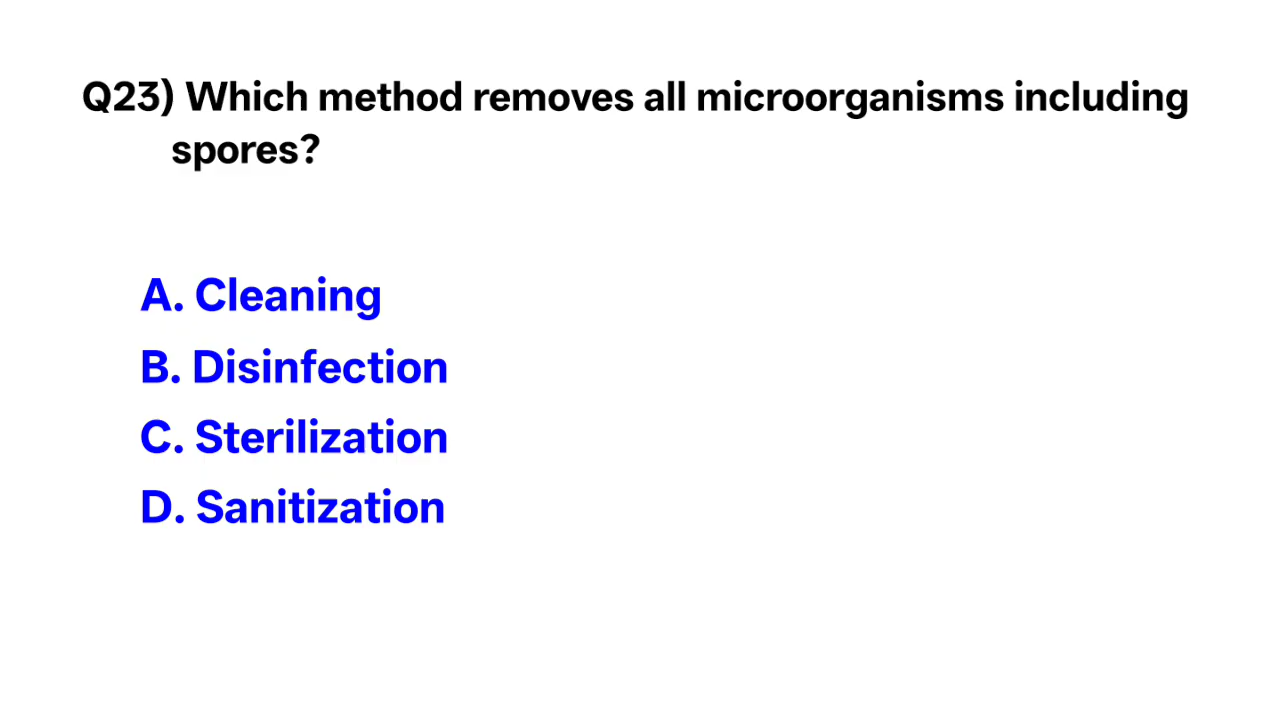 Q23) Which method removes all microorganisms including
spores?
A. Cleaning
B. Disinfection
C. Sterilization
D. Sanitization